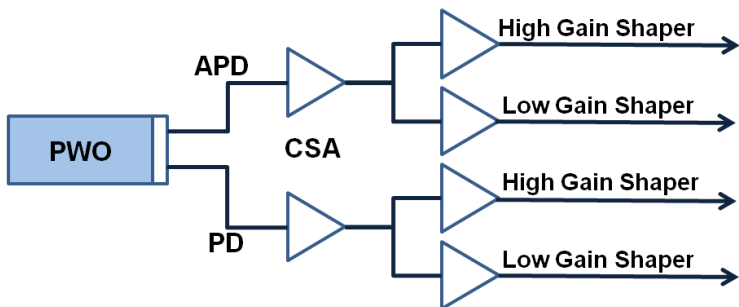 High Gain Shaper
APD
Low Gain Shaper
PWO
CSA
High Gain Shaper
PD
Low Gain Shaper